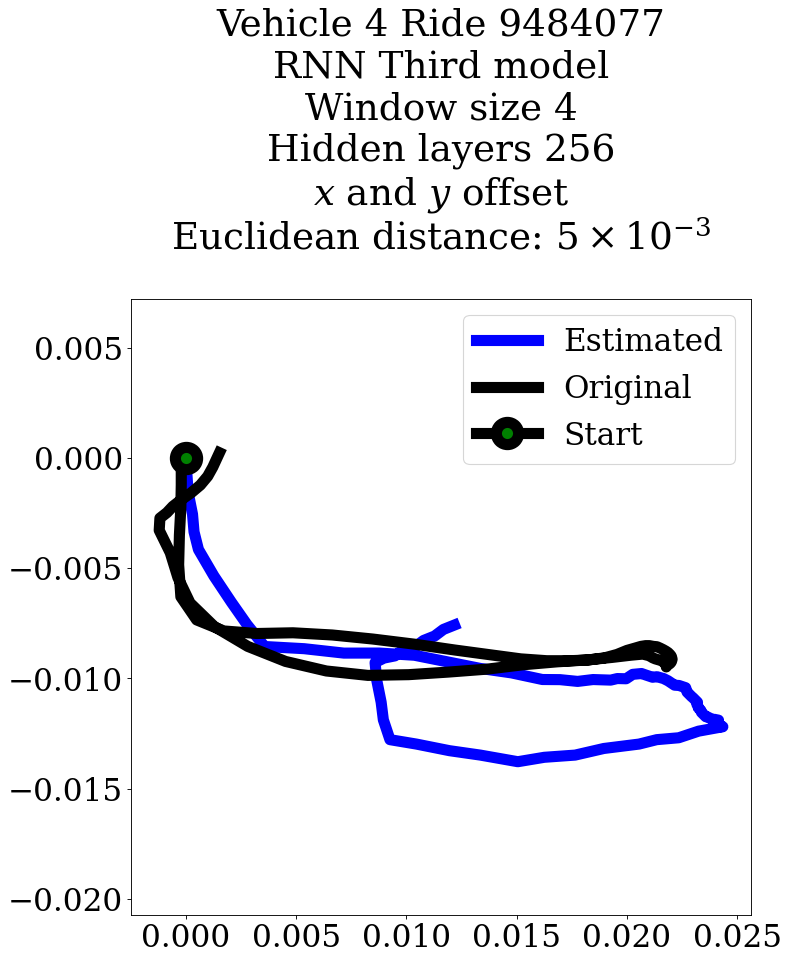 Vehicle 4 Ride 9484077
RNN Third model
Window size 4
Hidden layers 256
x and y offset
Euclidean distance: 5 × 10⁻³
Estimated
Original
Start
0.005
0.000
−0.005
−0.010
−0.015
−0.020
0.000 0.005 0.010 0.015 0.020 0.025